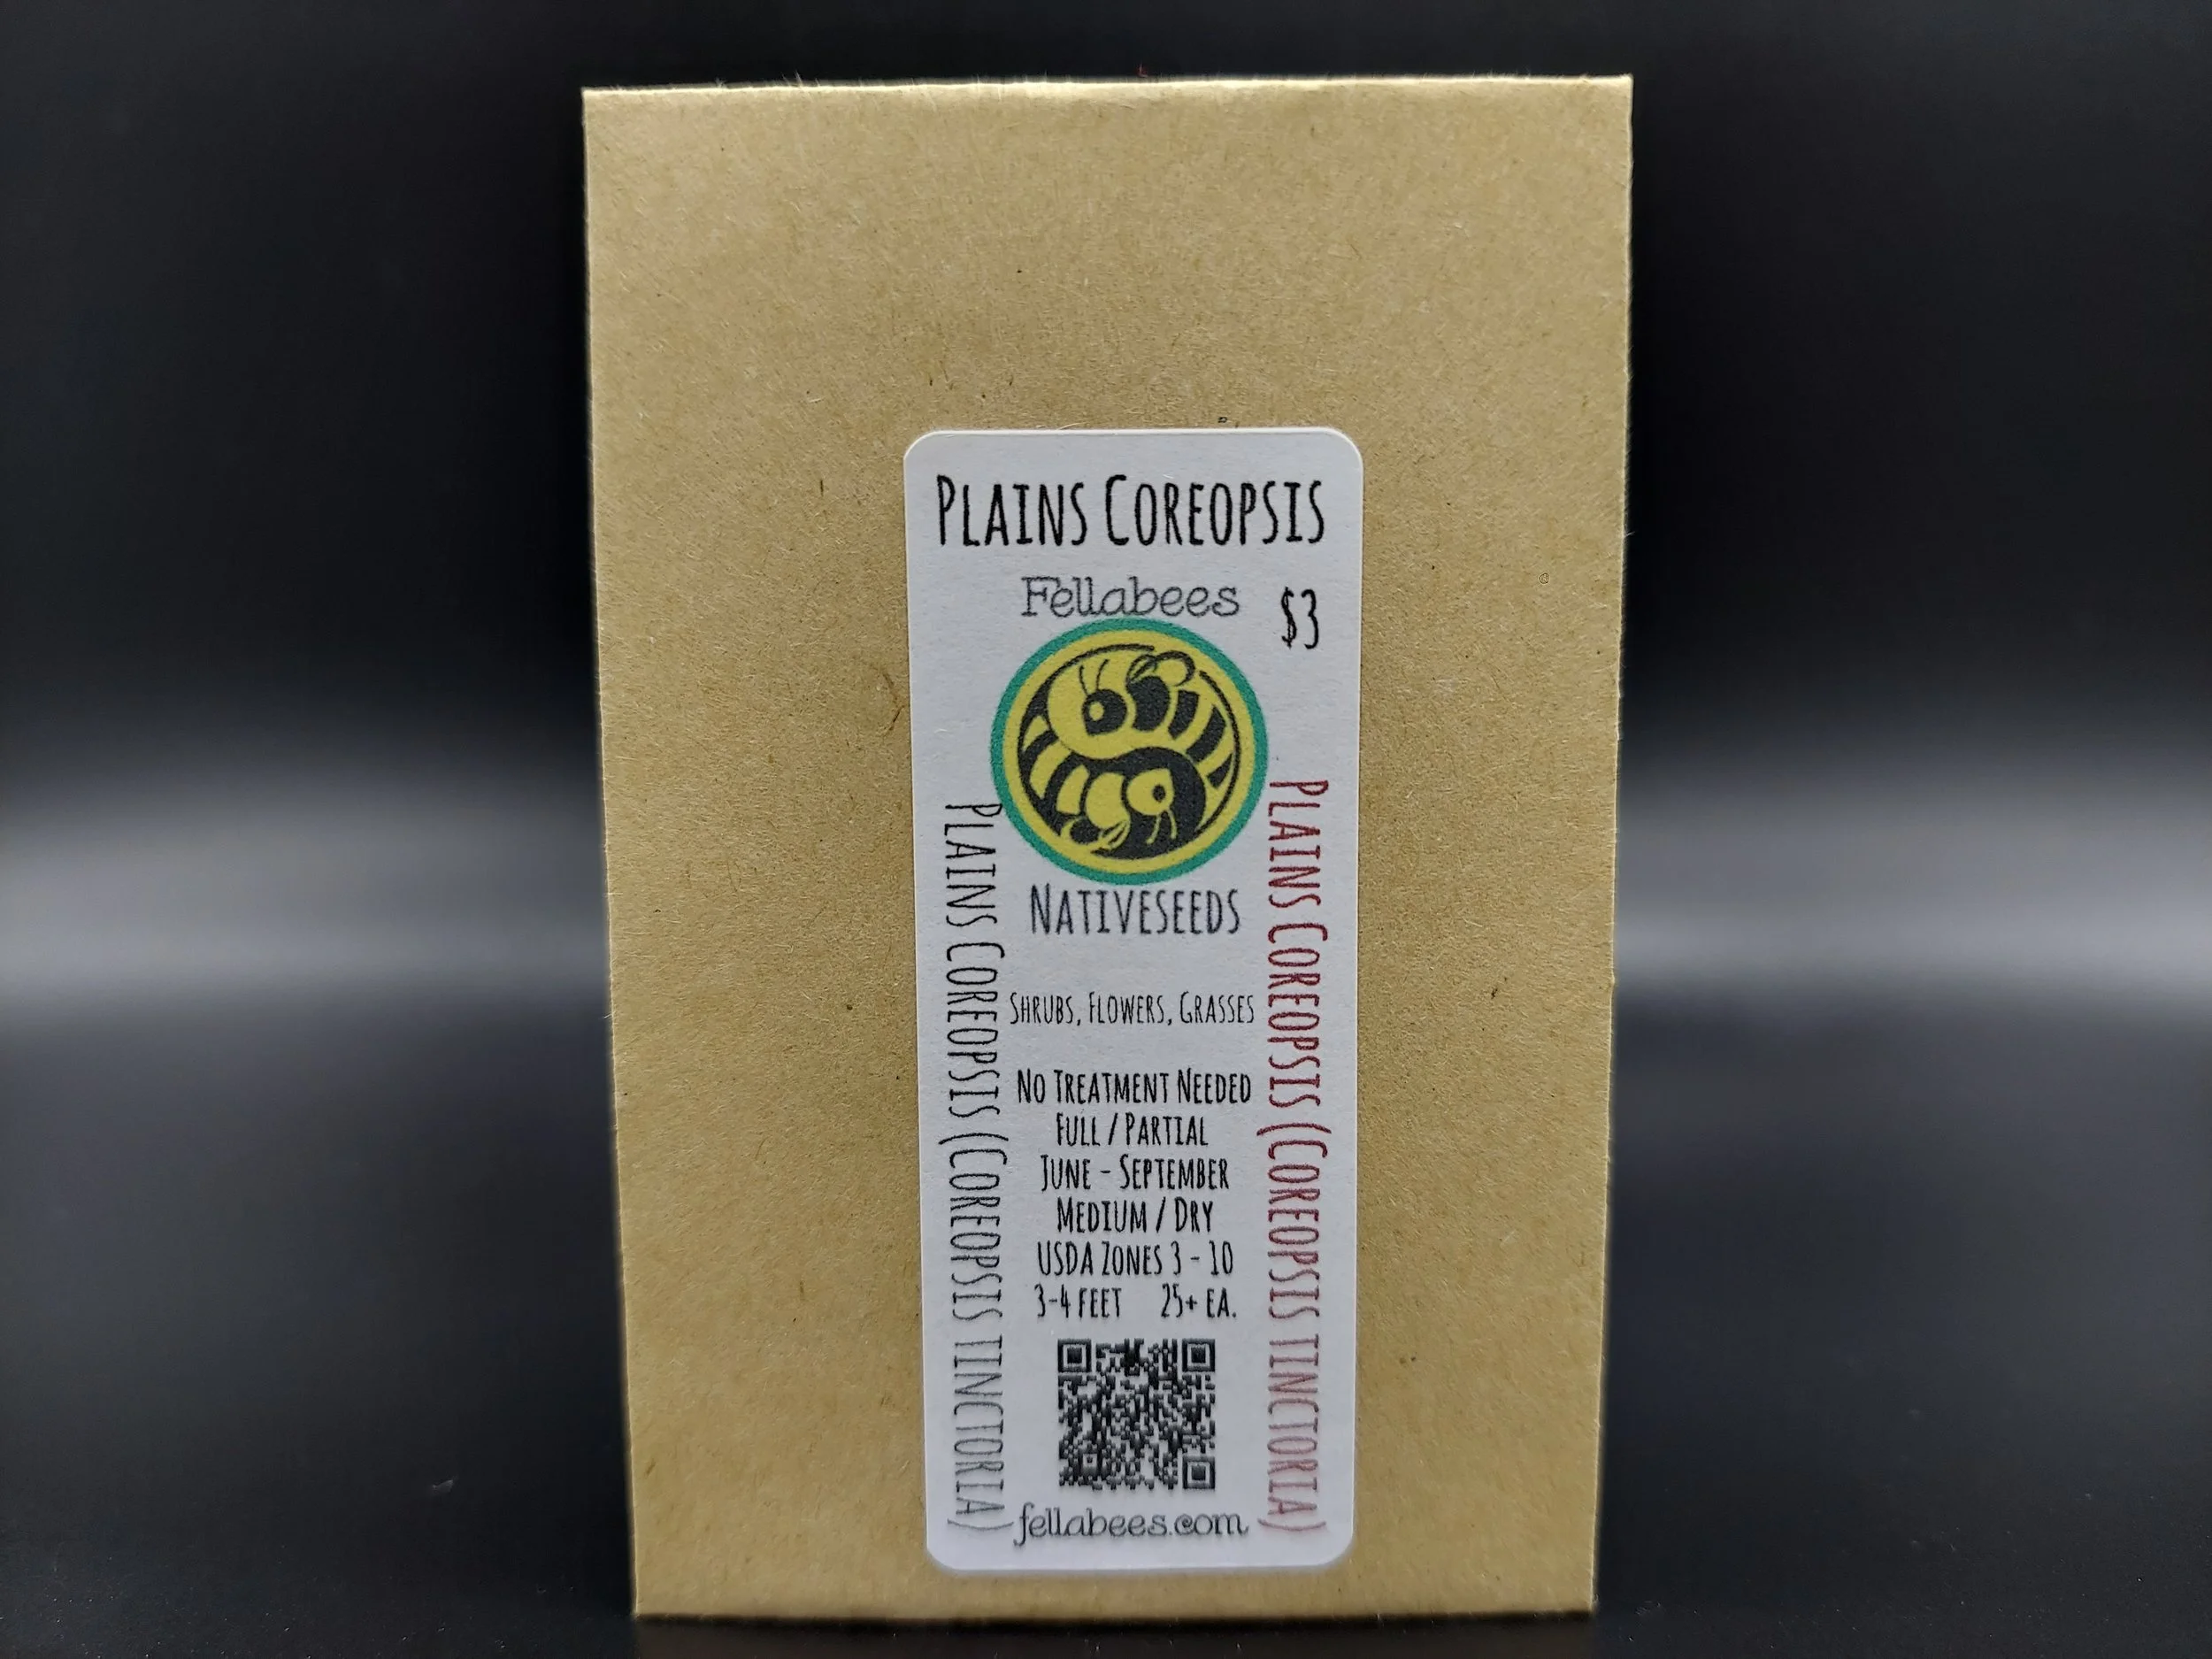 Plains Coreopsis
Fellabees
$3
Nativeseeds
Plains Coreopsis (Coreopsis tinctoria)
Plains Coreopsis (Coreopsis tinctoria)
Shrubs, Flowers, Grasses
No Treatment Needed
Full / Partial
June - September
Medium / Dry
USDA Zones 3 - 10
3-4 feet 25+ ea.
fellabees.com